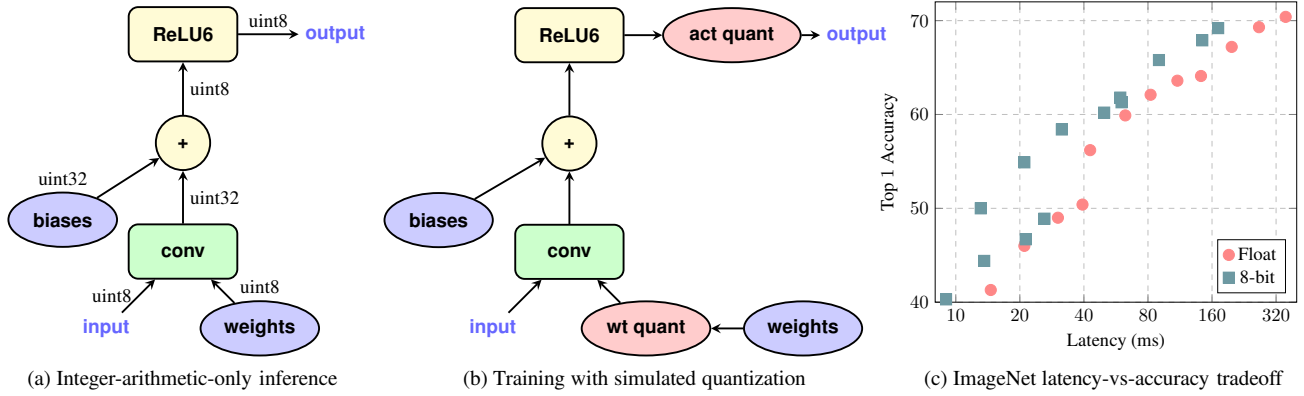 ReLU6
uint8
output
uint8
+
uint32
biases
uint32
conv
uint8
uint8
input
weights
(a) Integer-arithmetic-only inference
ReLU6
act quant
output
+
biases
conv
input
wt quant
weights
(b) Training with simulated quantization
70
60
50
40
Top 1 Accuracy
Float
8-bit
10 20 40 80 160 320
Latency (ms)
(c) ImageNet latency-vs-accuracy tradeoff